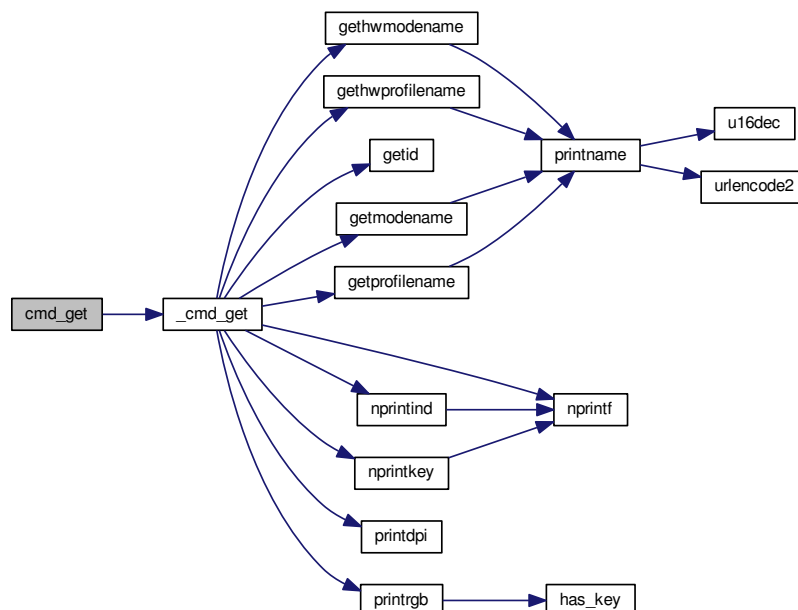 gethwmodename
gethwprofilename
u16dec
getid
printname
urlencode2
getmodename
getprofilename
cmd_get
_cmd_get
nprintind
nprintf
nprintkey
printdpi
printrgb
has_key